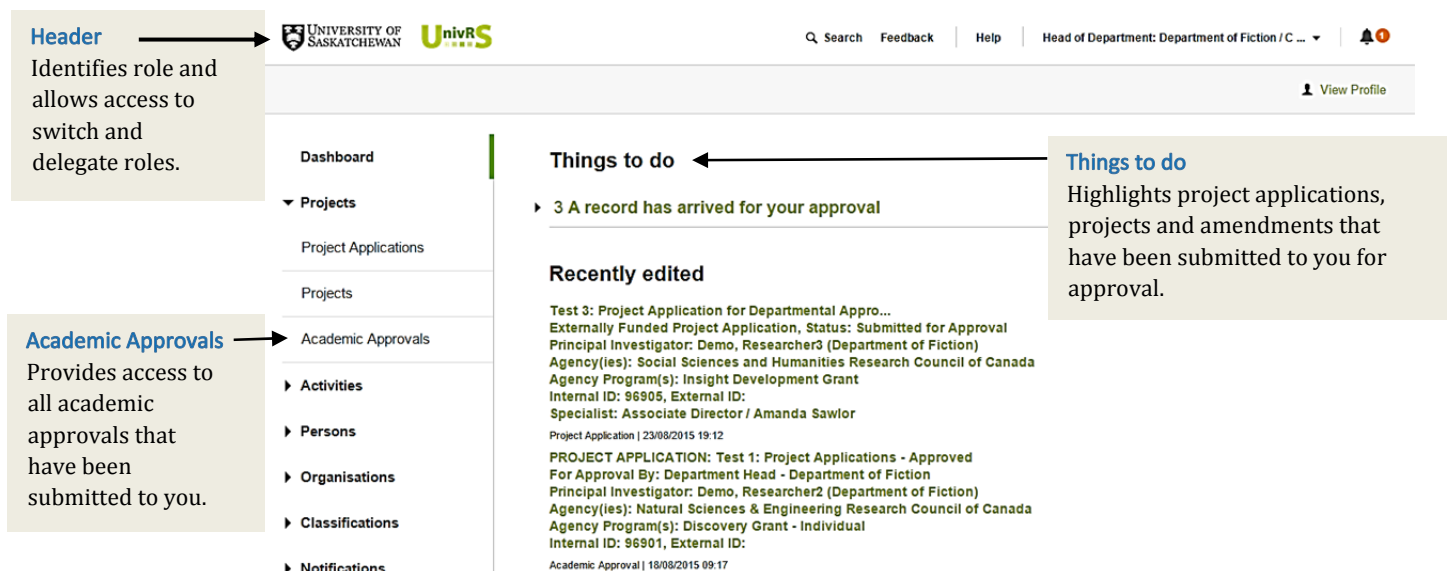 Header
Identifies role and
allows access to
switch and
delegate roles.
UNIVERSITY OF
SASKATCHEWAN
UnivRS
Search Feedback Help Head of Department: Department of Fiction / C ... 1
View Profile
Dashboard
Projects
Project Applications
Projects
Academic Approvals
Activities
Persons
Organisations
Classifications
Notifications
Academic Approvals
Provides access to
all academic
approvals that
have been
submitted to you.
Things to do
3 A record has arrived for your approval
Recently edited
Test 3: Project Application for Departmental Appro...
Externally Funded Project Application, Status: Submitted for Approval
Principal Investigator: Demo, Researcher3 (Department of Fiction)
Agency(ies): Social Sciences and Humanities Research Council of Canada
Agency Program(s): Insight Development Grant
Internal ID: 96905, External ID:
Specialist: Associate Director / Amanda Sawlor
Project Application | 23/08/2015 19:12
PROJECT APPLICATION: Test 1: Project Applications - Approved
For Approval By: Department Head - Department of Fiction
Principal Investigator: Demo, Researcher2 (Department of Fiction)
Agency(ies): Natural Sciences & Engineering Research Council of Canada
Agency Program(s): Discovery Grant - Individual
Internal ID: 96901, External ID:
Academic Approval | 18/08/2015 09:17
Things to do
Highlights project applications,
projects and amendments that
have been submitted to you for
approval.